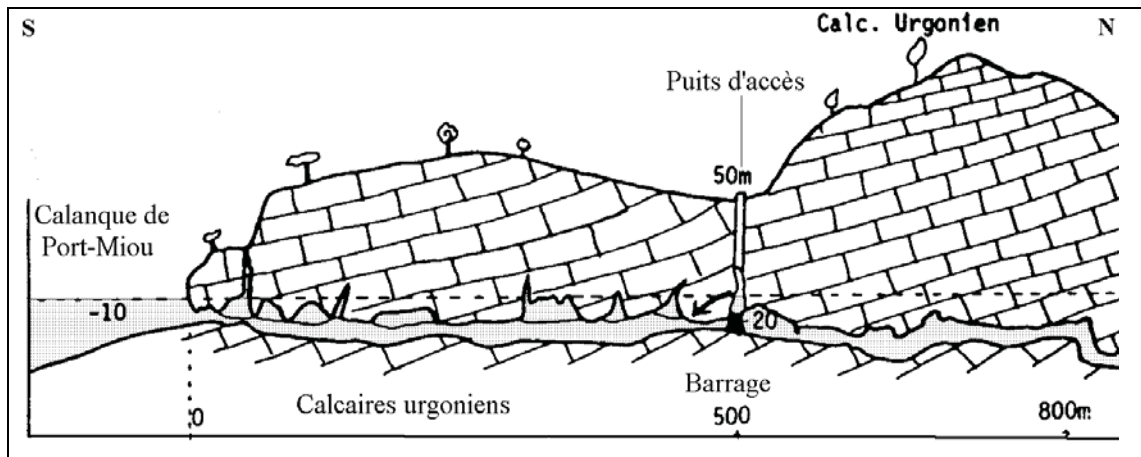 S
Calc. Urgonien
N
Puits d'accès
50m
Calanque de
Port-Miou
-10
20
Barrage
Calcaires urgoniens
0
500
800m